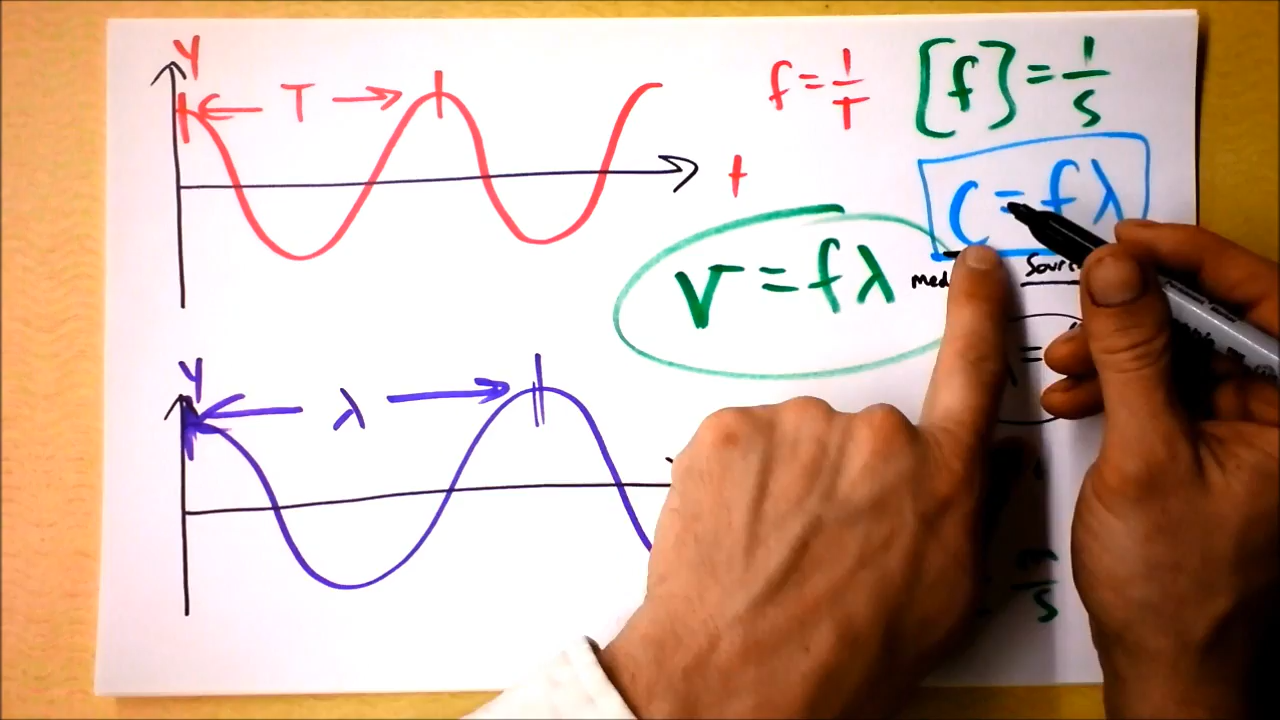 y
T
f = 1/T
[f] = 1/s
t
c = fλ
v = fλ
y
λ
m/s